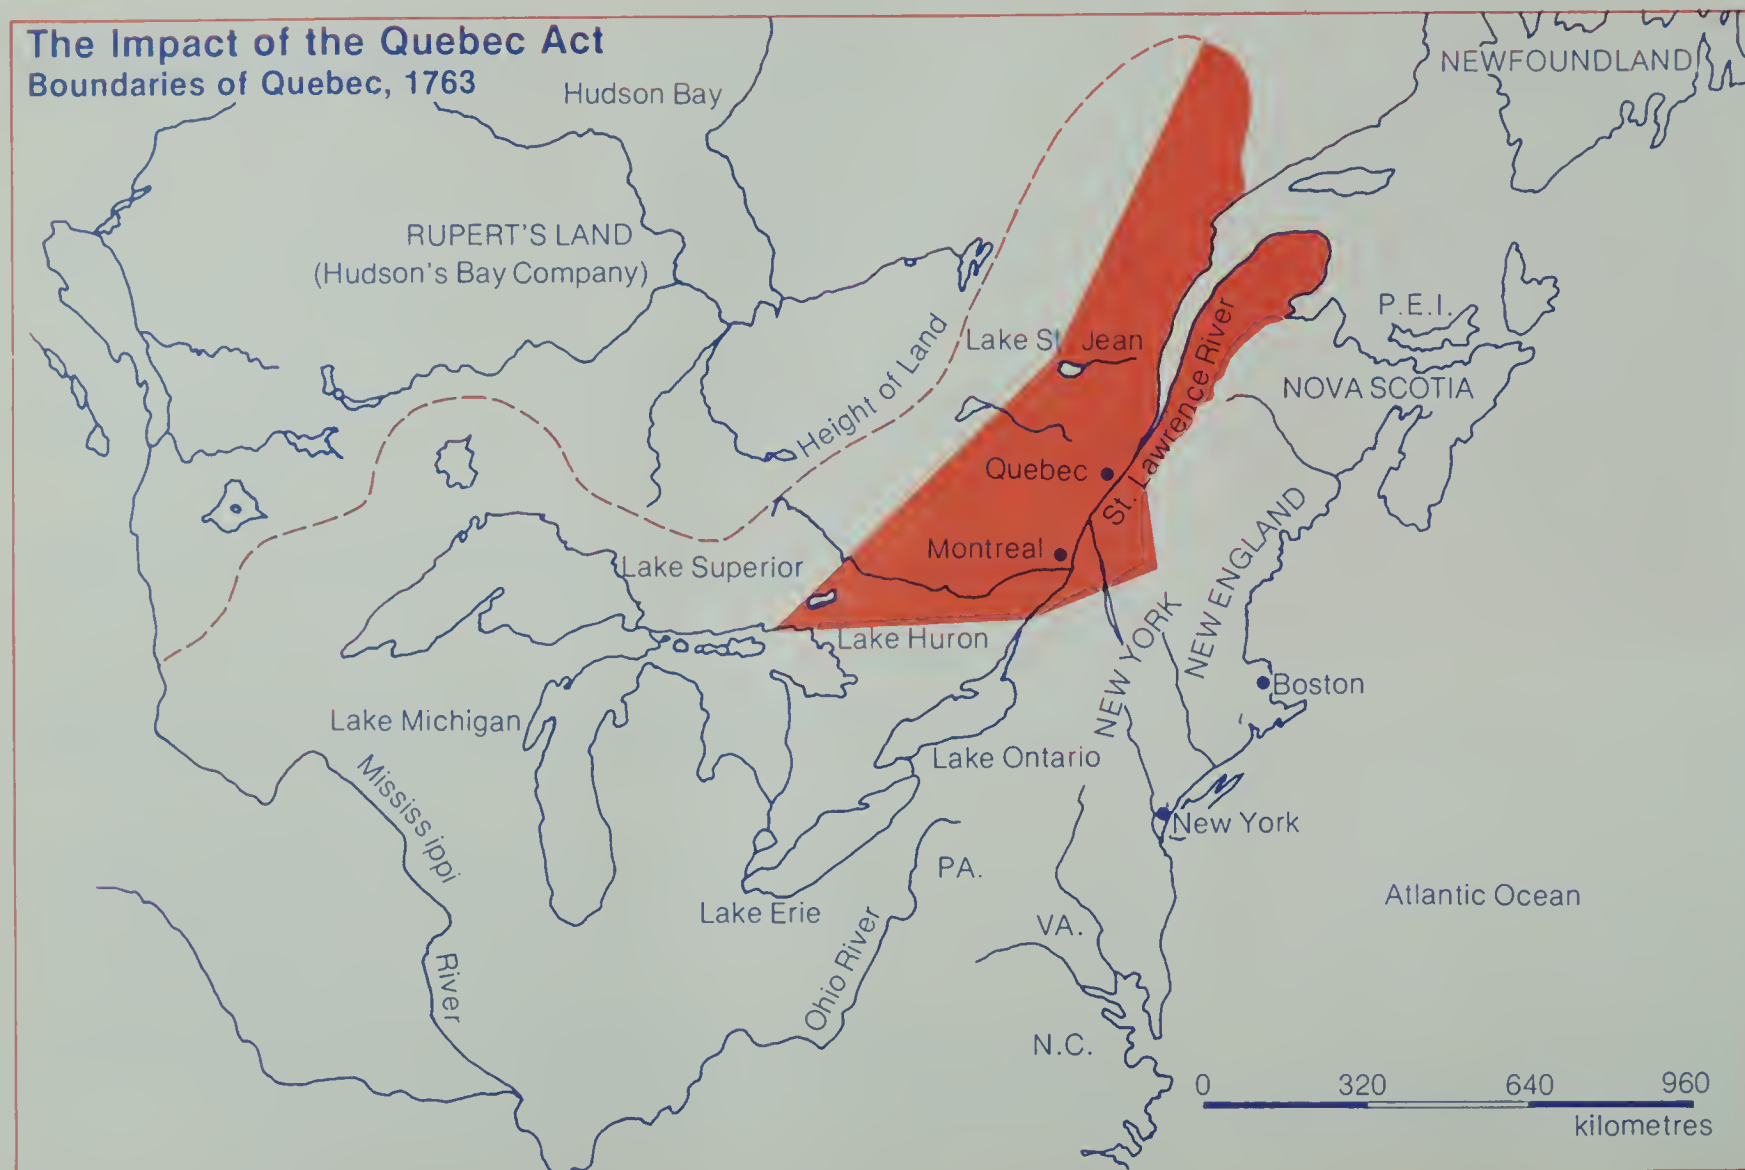 The Impact of the Quebec Act
Boundaries of Quebec, 1763
Hudson Bay
NEWFOUNDLAND
RUPERT'S LAND
(Hudson's Bay Company)
Height of Land
Lake St. Jean
St. Lawrence River
P.E.I.
NOVA SCOTIA
Quebec
Montreal
Lake Superior
Lake Huron
NEW YORK
NEW ENGLAND
Boston
Lake Michigan
Lake Ontario
Mississippi
River
New York
PA.
Lake Erie
Ohio River
VA.
Atlantic Ocean
N.C.
0 320 640 960
kilometres